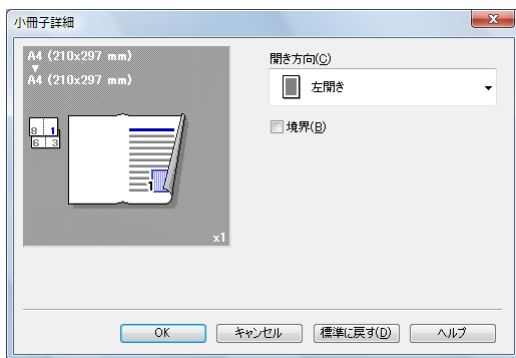 小冊子詳細
A4 (210x297 mm)
A4 (210x297 mm)
8 1
6 3
1
x1
開き方向(C)
左開き
境界(B)
OK
キャンセル
標準に戻す(D)
ヘルプ